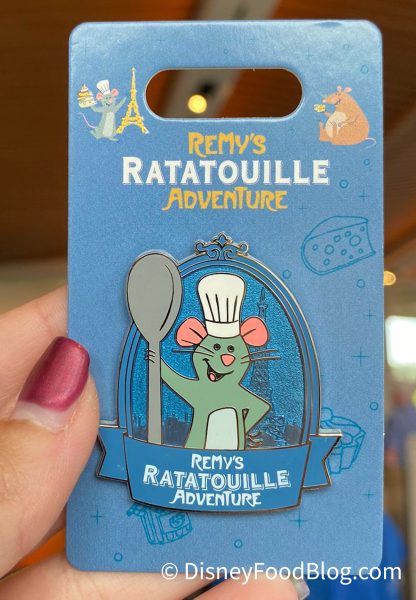 REMY'S
RATATOUILLE
ADVENTURE
REMY'S
RATATOUILLE
ADVENTURE
© DisneyFoodBlog.com